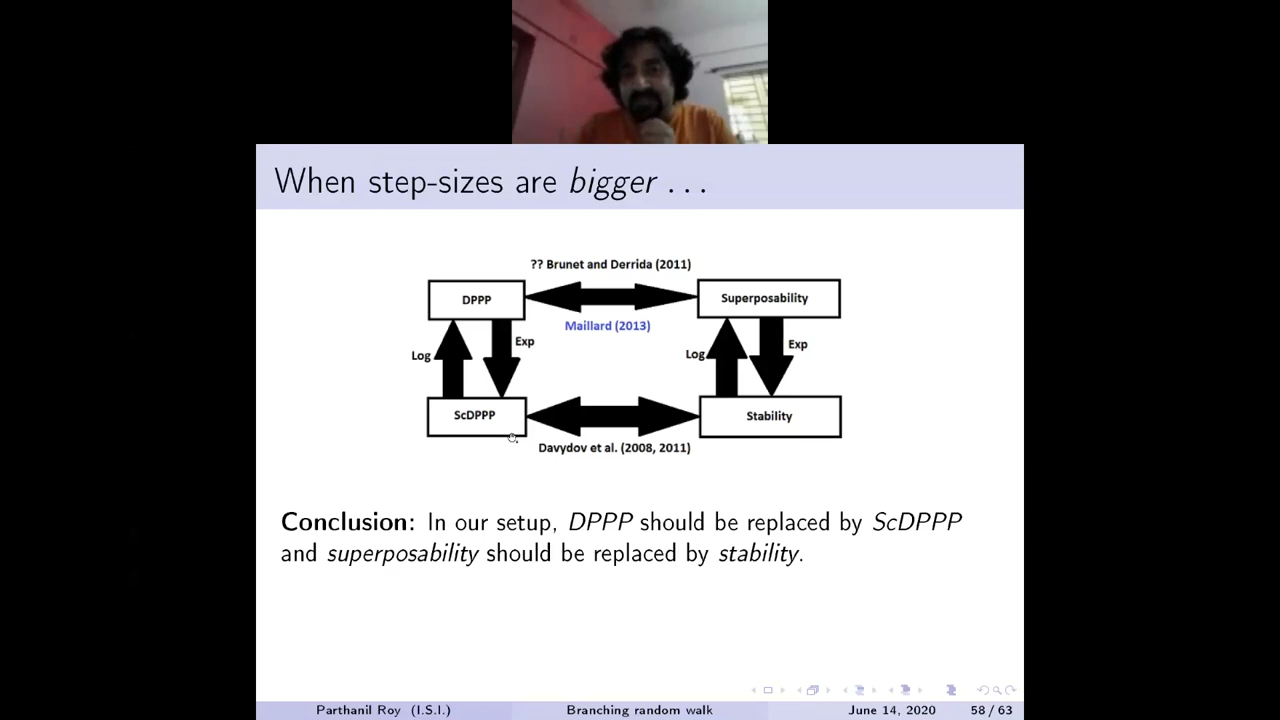 When step-sizes are bigger . . .
?? Brunet and Derrida (2011)
DPPP
Superposability
Maillard (2013)
Log
Exp
Log
Exp
ScDPPP
Stability
Davydov et al. (2008, 2011)
Conclusion: In our setup, DPPP should be replaced by ScDPPP
and superposability should be replaced by stability.
Parthanil Roy (I.S.I.) Branching random walk June 14, 2020 58 / 63